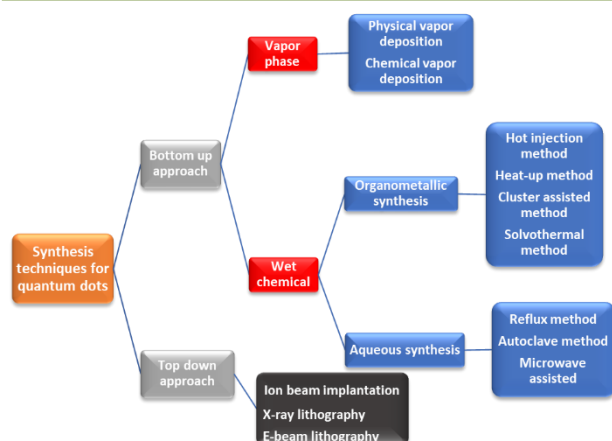 Physical vapor
deposition
Chemical vapor
deposition
Vapor
phase
Bottom up
approach
Hot injection
method
Heat-up method
Cluster assisted
method
Solvothermal
method
Organometallic
synthesis
Synthesis
techniques for
quantum dots
Wet
chemical
Reflux method
Autoclave method
Microwave
assisted
Aqueous synthesis
Top down
approach
Ion beam implantation
X-ray lithography
E-beam lithography